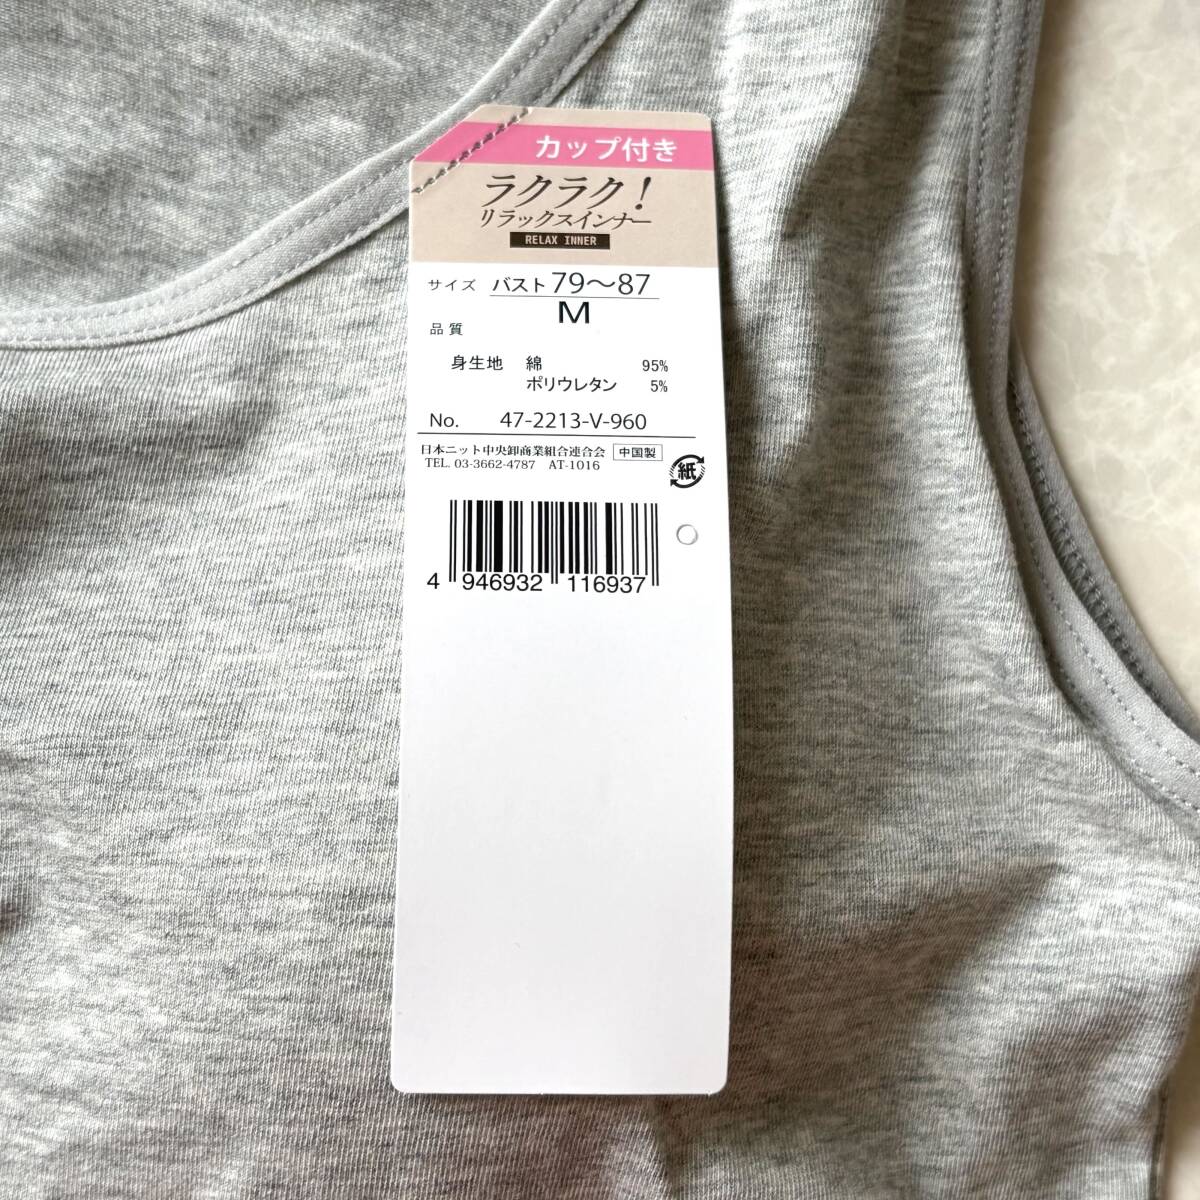 カップ付き
ラクラク！
リラックスインナー
RELAX INNER
サイズ バスト 79～87
M
品質
身生地 綿 95%
ポリウレタン 5%
No. 47-2213-V-960
日本ニット中央卸商業組合連合会 中国製
TEL. 03-3662-4787 AT-1016
紙
4 946932 116937